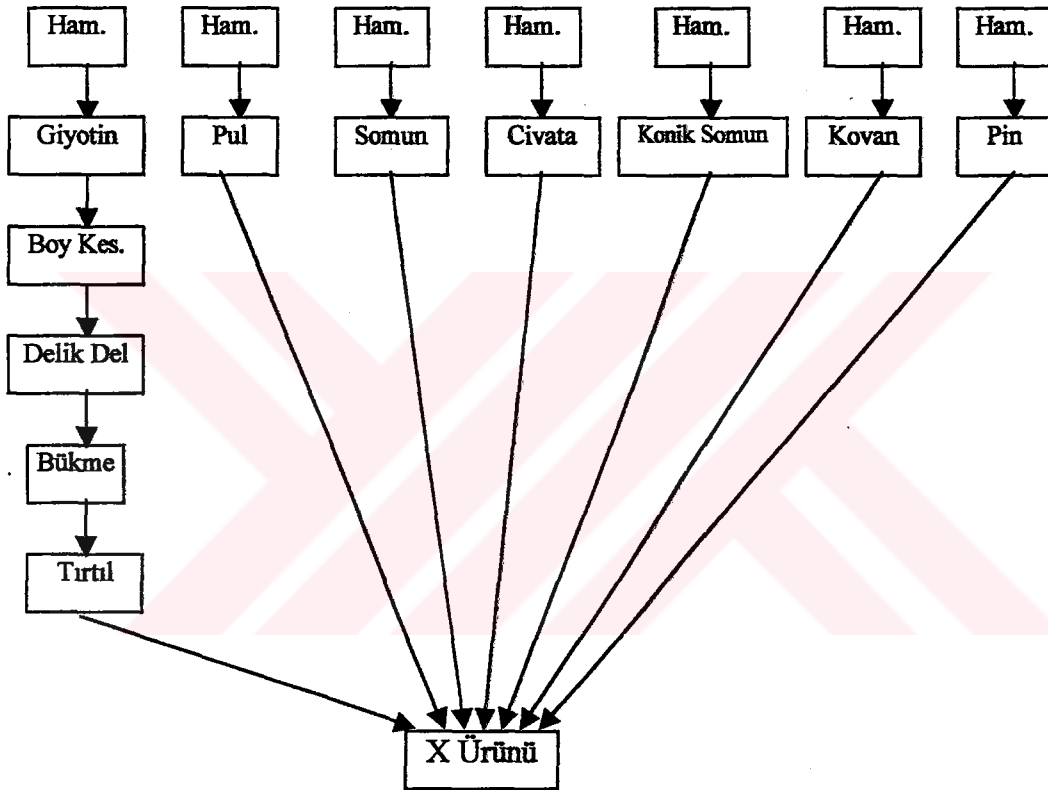 Ham. Ham. Ham. Ham. Ham. Ham. Ham.
Giyotin Pul Somun Civata Konik Somun Kovan Pin
Boy Kes.
Delik Del
Bükme
Tırtıl
X Ürünü